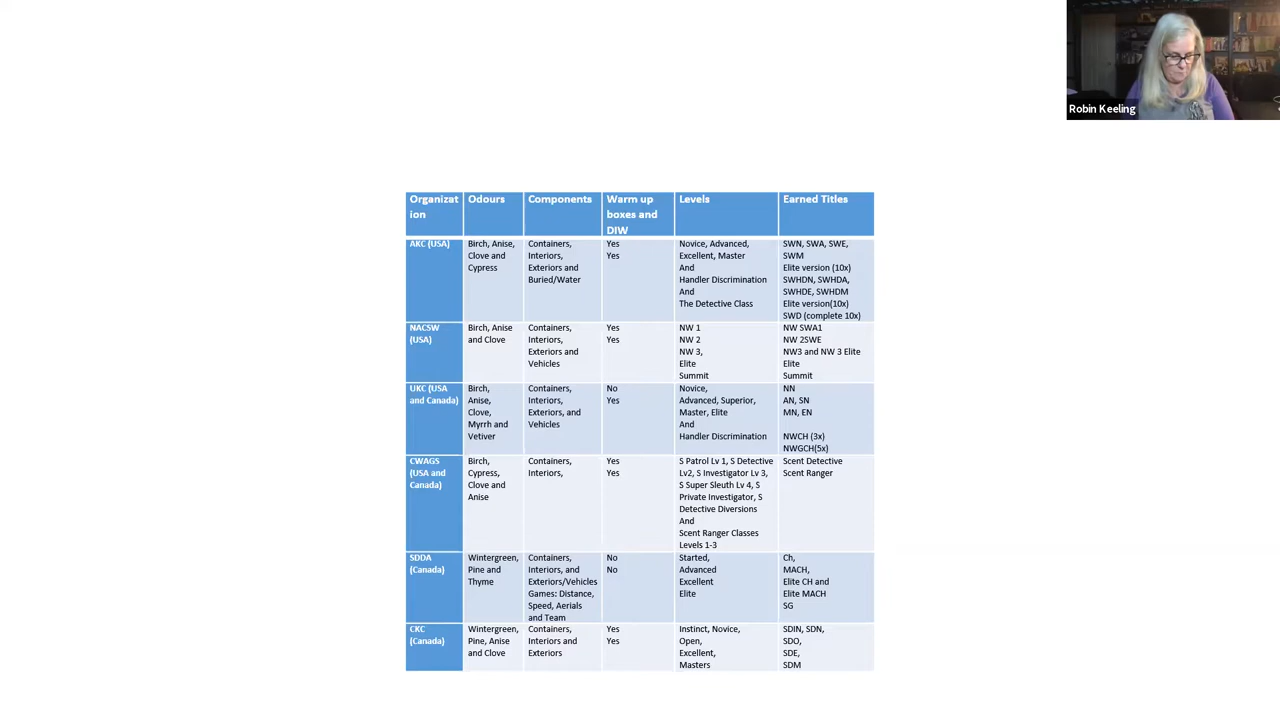 Robin Keeling
Organizat
ion
Odours
Components
Warm up
boxes and
DIW
Levels
Earned Titles
AKC (USA)
Birch, Anise,
Clove and
Cypress
Containers,
Interiors,
Exteriors and
Buried/Water
Yes
Yes
Novice, Advanced,
Excellent, Master
And
Handler Discrimination
And
The Detective Class
SWN, SWA, SWE,
SWM
Elite version (10x)
SWHDN, SWHDA,
SWHDE, SWHDM
Elite version(10x)
SWD (complete 10x)
NACSW
(USA)
Birch, Anise
and Clove
Containers,
Interiors,
Exteriors and
Vehicles
Yes
Yes
NW 1
NW 2
NW 3,
Elite
Summit
NW SWA1
NW 2SWE
NW3 and NW 3 Elite
Elite
Summit
UKC (USA
and Canada)
Birch,
Anise,
Clove,
Myrrh and
Vetiver
Containers,
Interiors,
Exteriors, and
Vehicles
No
Yes
Novice,
Advanced, Superior,
Master, Elite
And
Handler Discrimination
NN
AN, SN
MN, EN
NWCH (3x)
NWGCH(5x)
CWAGS
(USA and
Canada)
Birch,
Cypress,
Clove and
Anise
Containers,
Interiors,
Yes
Yes
S Patrol Lv 1, S Detective
Lv2, S Investigator Lv 3,
S Super Sleuth Lv 4, S
Private Investigator, S
Detective Diversions
And
Scent Ranger Classes
Levels 1-3
Scent Detective
Scent Ranger
SDDA
(Canada)
Wintergreen,
Pine and
Thyme
Containers,
Interiors, and
Exteriors/Vehicles
Games: Distance,
Speed, Aerials
and Team
No
No
Started,
Advanced
Excellent
Elite
Ch,
MACH,
Elite CH and
Elite MACH
SG
CKC
(Canada)
Wintergreen,
Pine, Anise
and Clove
Containers,
Interiors and
Exteriors
Yes
Yes
Instinct, Novice,
Open,
Excellent,
Masters
SDIN, SDN,
SDO,
SDE,
SDM